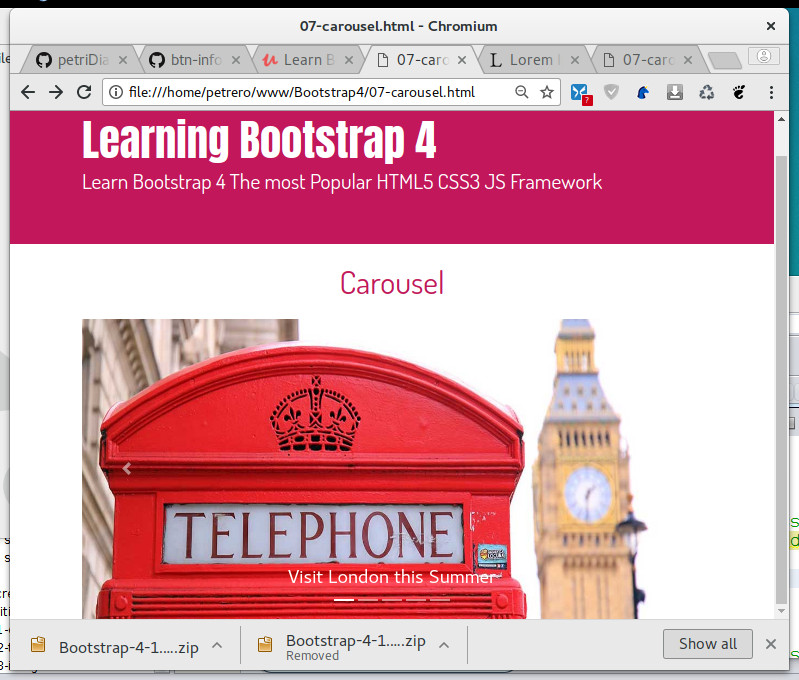 07-carousel.html - Chromium
petriDia
btn-info
Learn B
07-carc
Lorem I
07-carc
file:///home/petrero/www/Bootstrap4/07-carousel.html
?
Learning Bootstrap 4
Learn Bootstrap 4 The most Popular HTML5 CSS3 JS Framework
Carousel
TELEPHONE
Visit London this Summer
Bootstrap-4-1.....zip
Bootstrap-4-1.....zip
Removed
Show all